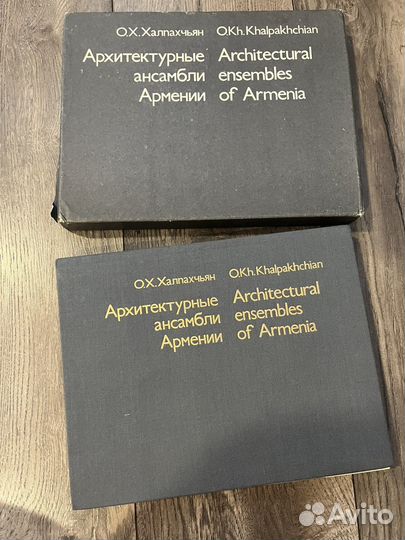 О.Х.Халпахчьян O.Kh.Khalpakhchian
Архитектурные Architectural
ансамбли ensembles
Армении of Armenia
О.Х.Халпахчьян O.Kh.Khalpakhchian
Архитектурные Architectural
ансамбли ensembles
Армении of Armenia
Avito